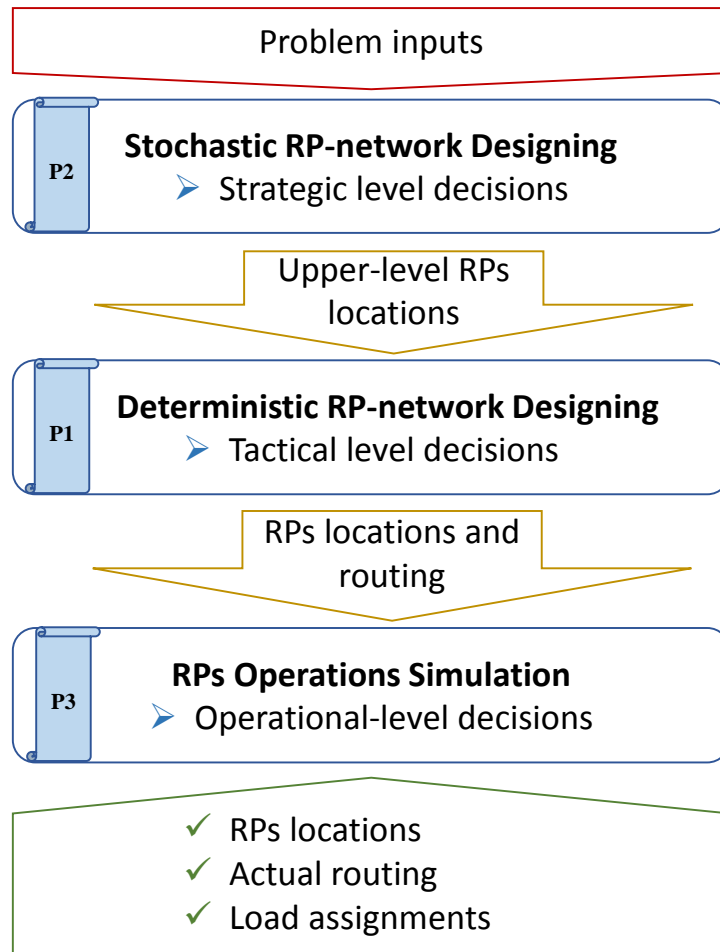 Problem inputs
P2
Stochastic RP-network Designing
Strategic level decisions
Upper-level RPs
locations
P1
Deterministic RP-network Designing
Tactical level decisions
RPs locations and
routing
P3
RPs Operations Simulation
Operational-level decisions
RPs locations
Actual routing
Load assignments